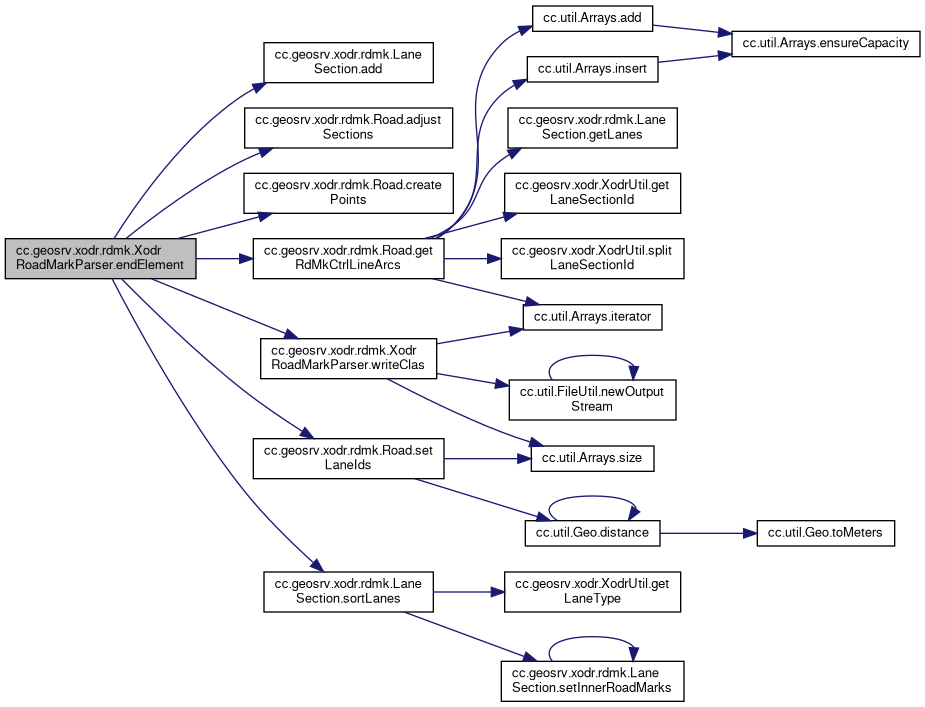 cc.geosrv.xodr.rdmk.Xodr
RoadMarkParser.endElement
cc.geosrv.xodr.rdmk.Lane
Section.add
cc.geosrv.xodr.rdmk.Road.adjust
Sections
cc.geosrv.xodr.rdmk.Road.create
Points
cc.geosrv.xodr.rdmk.Road.get
RdMkCtrlLineArcs
cc.geosrv.xodr.rdmk.Xodr
RoadMarkParser.writeClas
cc.geosrv.xodr.rdmk.Road.set
LaneIds
cc.geosrv.xodr.rdmk.Lane
Section.sortLanes
cc.util.Arrays.add
cc.util.Arrays.insert
cc.geosrv.xodr.rdmk.Lane
Section.getLanes
cc.geosrv.xodr.XodrUtil.get
LaneSectionId
cc.geosrv.xodr.XodrUtil.split
LaneSectionId
cc.util.Arrays.iterator
cc.util.FileUtil.newOutput
Stream
cc.util.Arrays.size
cc.util.Geo.distance
cc.geosrv.xodr.XodrUtil.get
LaneType
cc.geosrv.xodr.rdmk.Lane
Section.setInnerRoadMarks
cc.util.Arrays.ensureCapacity
cc.util.Geo.toMeters